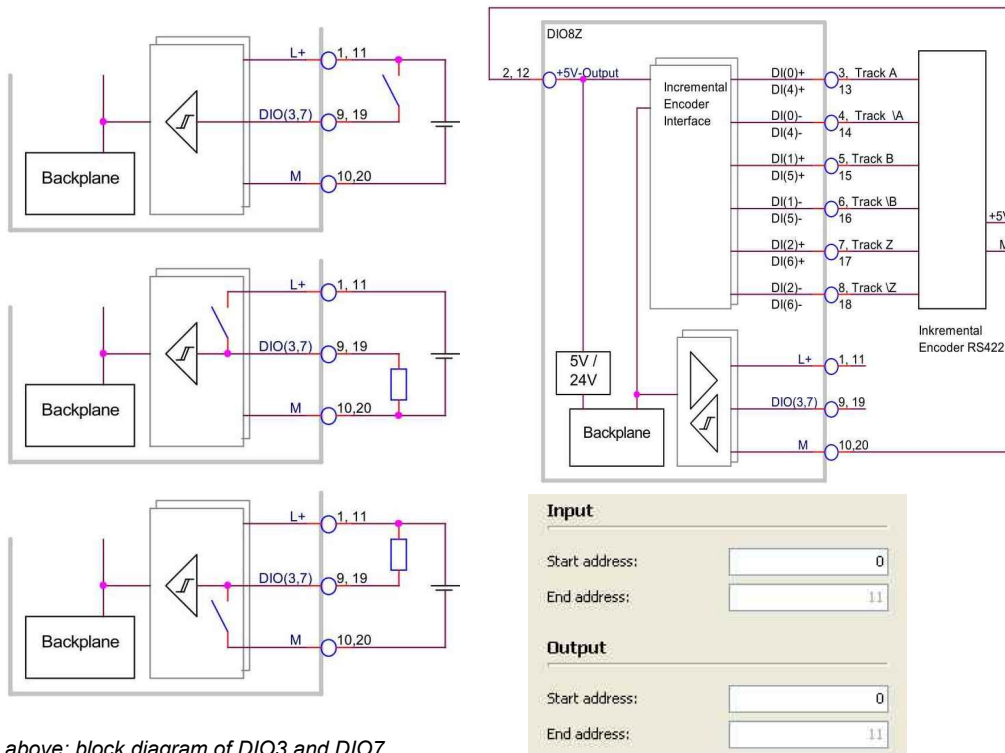 L+
1, 11
DIO(3,7)
9, 19
M
10,20
Backplane
L+
1, 11
DIO(3,7)
9, 19
M
10,20
Backplane
L+
1, 11
DIO(3,7)
9, 19
M
10,20
Backplane
above: block diagram of DIO3 and DIO7
DIO8Z
2, 12
+5V-Output
Incremental
Encoder
Interface
DI(0)+
3, Track A
DI(4)+
13
DI(0)-
4, Track \A
DI(4)-
14
DI(1)+
5, Track B
DI(5)+
15
DI(1)-
6, Track \B
DI(5)-
16
DI(2)+
7, Track Z
DI(6)+
17
DI(2)-
8, Track \Z
DI(6)-
18
Inkremental
Encoder RS422
5V /
24V
Backplane
L+
1, 11
DIO(3,7)
9, 19
M
10,20
Input
Start address: 0
End address: 11
Output
Start address: 0
End address: 11